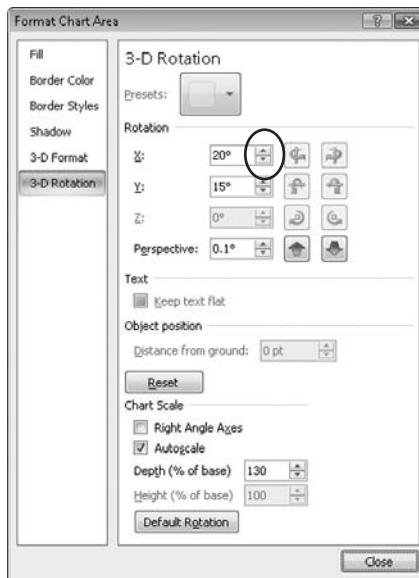 Format Chart Area
Fill
Border Color
Border Styles
Shadow
3-D Format
3-D Rotation
3-D Rotation
Presets:
Rotation
X: 20°
Y: 15°
Z: 0°
Perspective: 0.1°
Text
Keep text flat
Object position
Distance from ground: 0 pt
Reset
Chart Scale
Right Angle Axes
Autoscale
Depth (% of base) 130
Height (% of base) 100
Default Rotation
Close